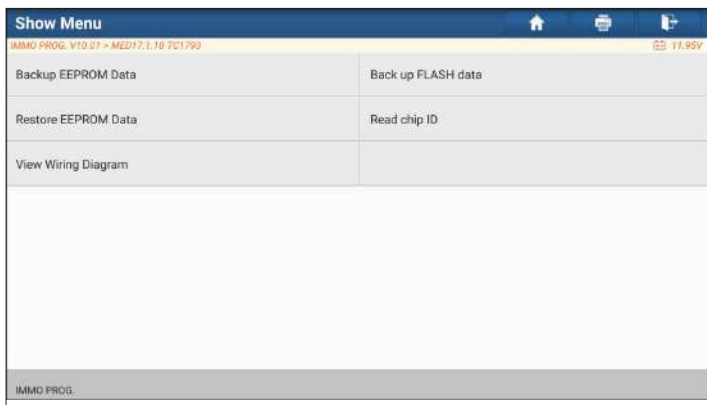 Show Menu
IMMO PROG. V10.01 > MED17.1.10 TC1793
11.95V
Backup EEPROM Data
Back up FLASH data
Restore EEPROM Data
Read chip ID
View Wiring Diagram
IMMO PROG.